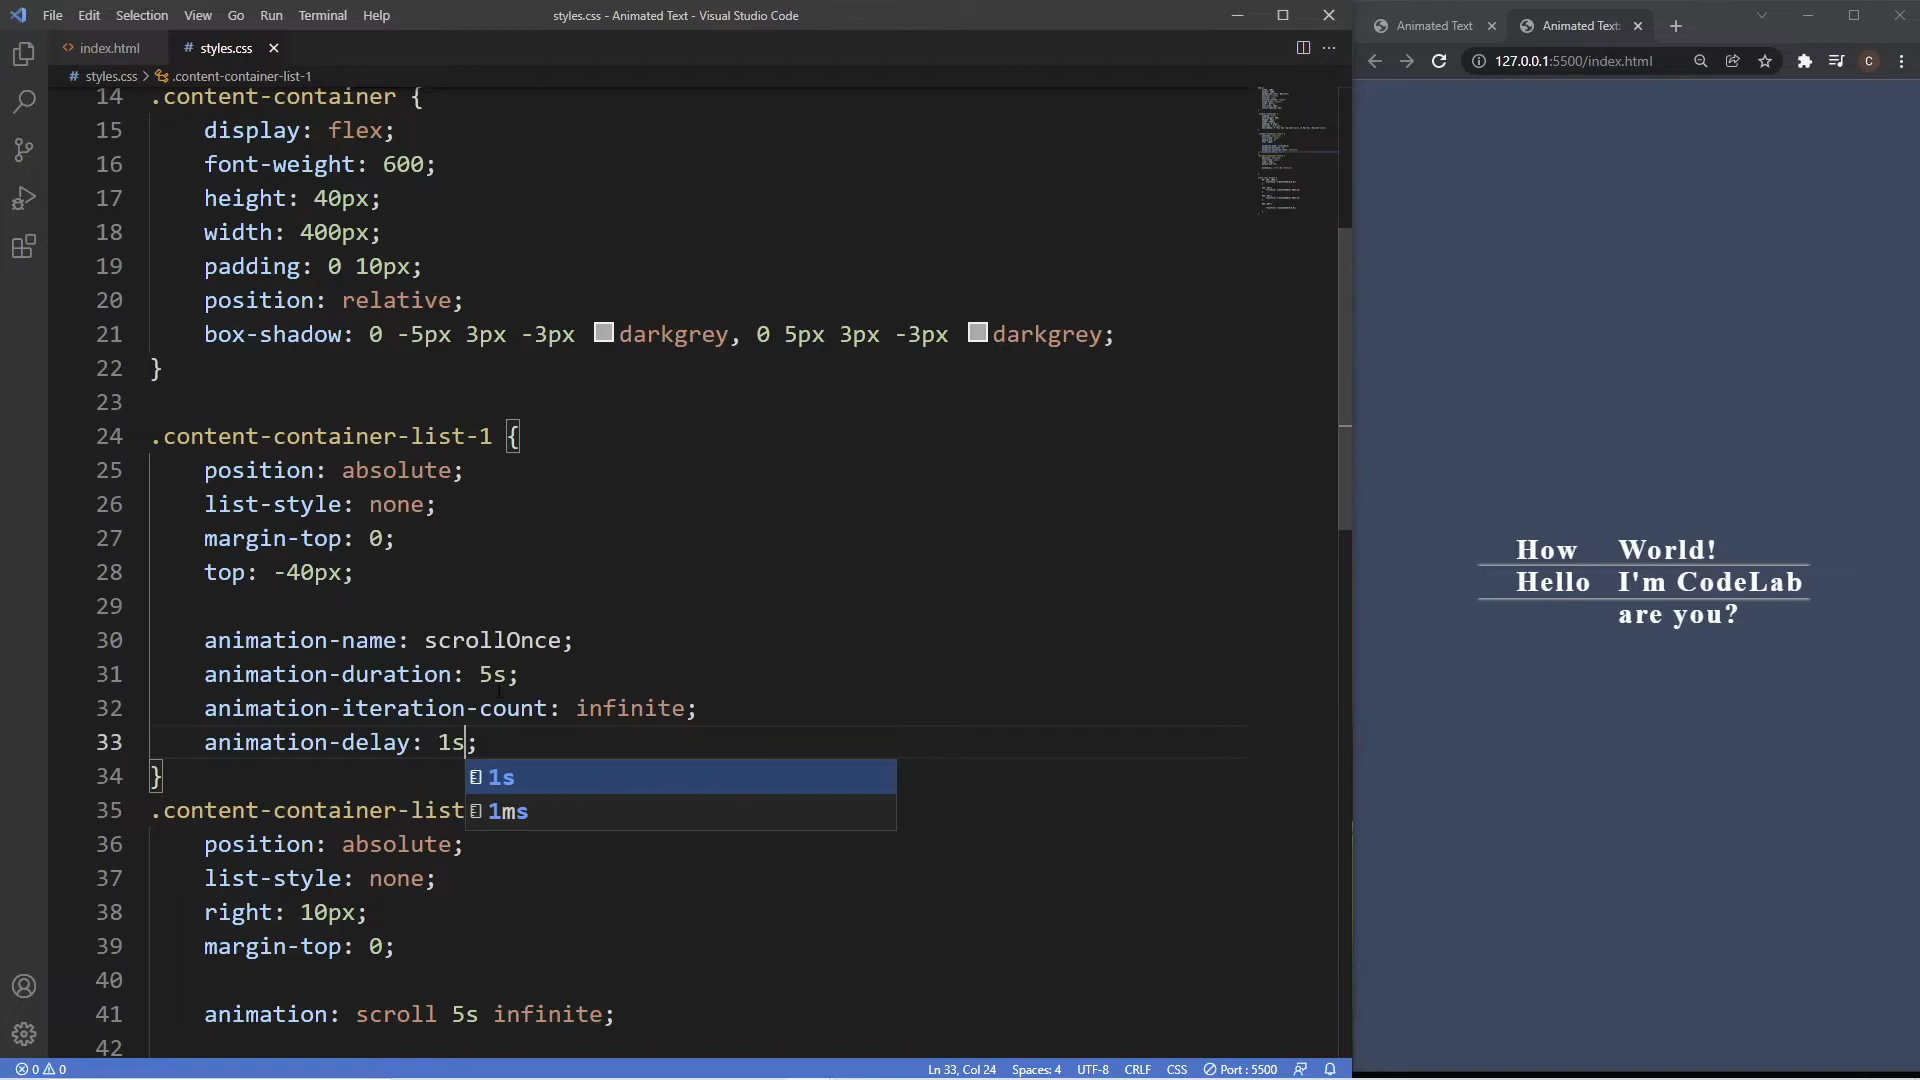 File Edit Selection View Go Run Terminal Help
styles.css - Animated Text - Visual Studio Code
Animated Text
Animated Text:
index.html
# styles.css
127.0.0.1:5500/index.html
C
# styles.css > .content-container-list-1
14 .content-container {
15 display: flex;
16 font-weight: 600;
17 height: 40px;
18 width: 400px;
19 padding: 0 10px;
20 position: relative;
21 box-shadow: 0 -5px 3px -3px darkgrey, 0 5px 3px -3px darkgrey;
22 }
23
24 .content-container-list-1 {
25 position: absolute;
26 list-style: none;
27 margin-top: 0;
28 top: -40px;
29
30 animation-name: scrollOnce;
31 animation-duration: 5s;
32 animation-iteration-count: infinite;
33 animation-delay: 1s;
34 }
1s
35 .content-container-list
1ms
36 position: absolute;
37 list-style: none;
38 right: 10px;
39 margin-top: 0;
40
41 animation: scroll 5s infinite;
42
How World!
Hello I'm CodeLab
are you?
0 0
Ln 33, Col 24 Spaces: 4 UTF-8 CRLF CSS Port : 5500